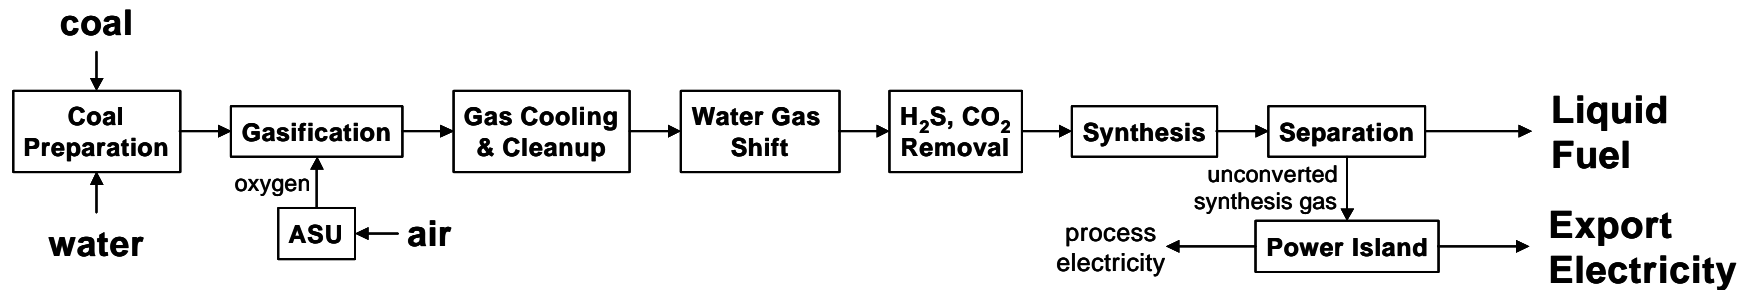 coal
Coal
Preparation
water
Gasification
oxygen
ASU
air
Gas Cooling
& Cleanup
Water Gas
Shift
H₂S, CO₂
Removal
Synthesis
Separation
Liquid
Fuel
unconverted
synthesis gas
process
electricity
Power Island
Export
Electricity